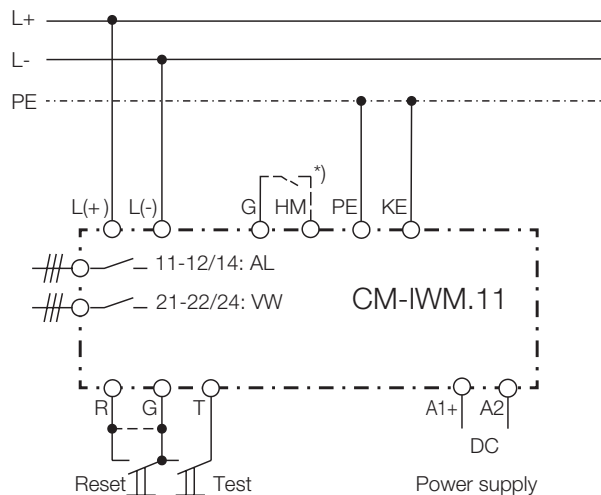 L+
L-
PE
*)
L(+) L(-) G HM PE KE
11-12/14: AL
21-22/24: VW
CM-IWM.11
R G T A1+ A2
DC
Reset Test Power supply